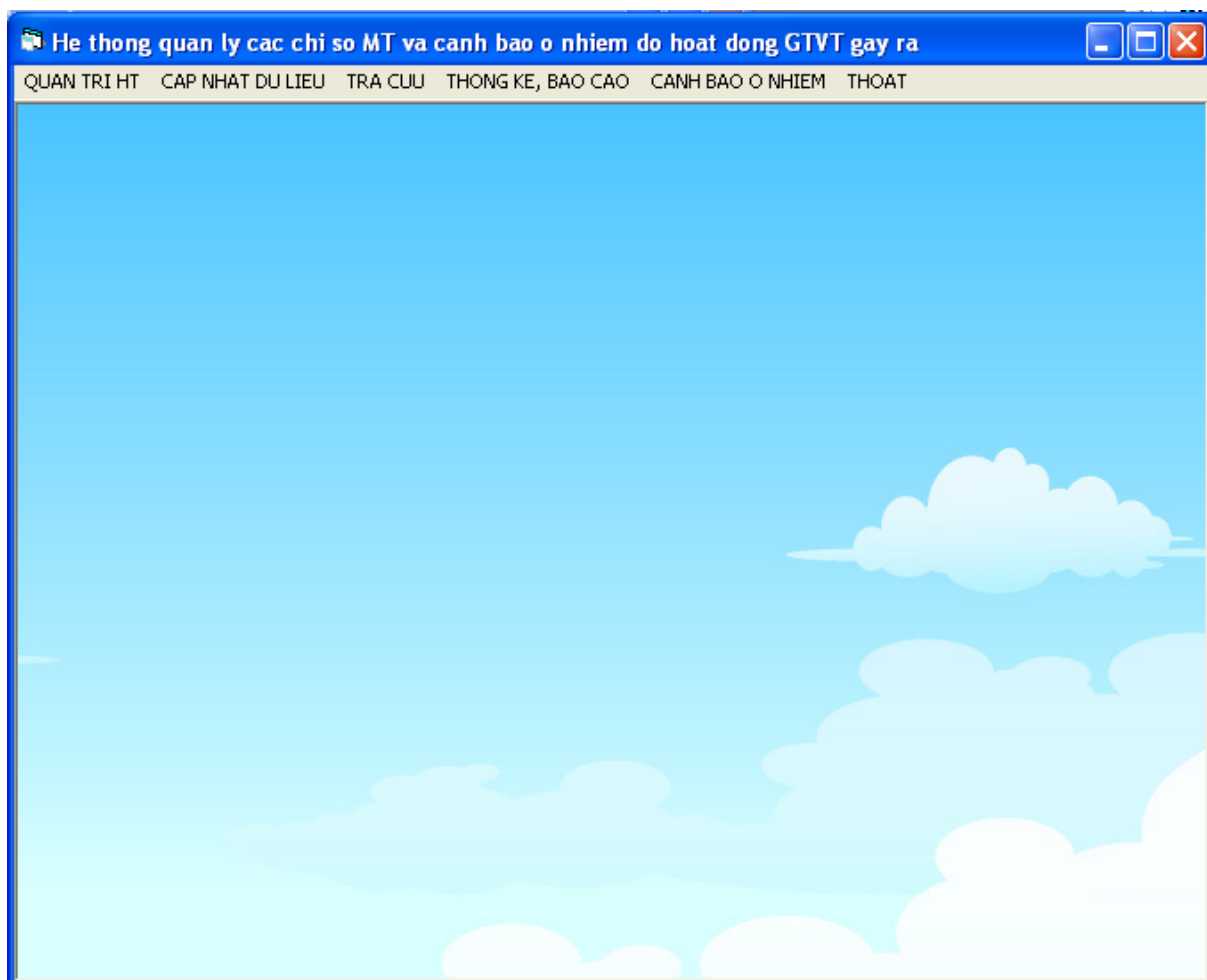 He thong quan ly cac chi so MT va canh bao o nhiem do hoat dong GTVT gay ra
QUAN TRI HT CAP NHAT DU LIEU TRA CUU THONG KE, BAO CAO CANH BAO O NHIEM THOAT